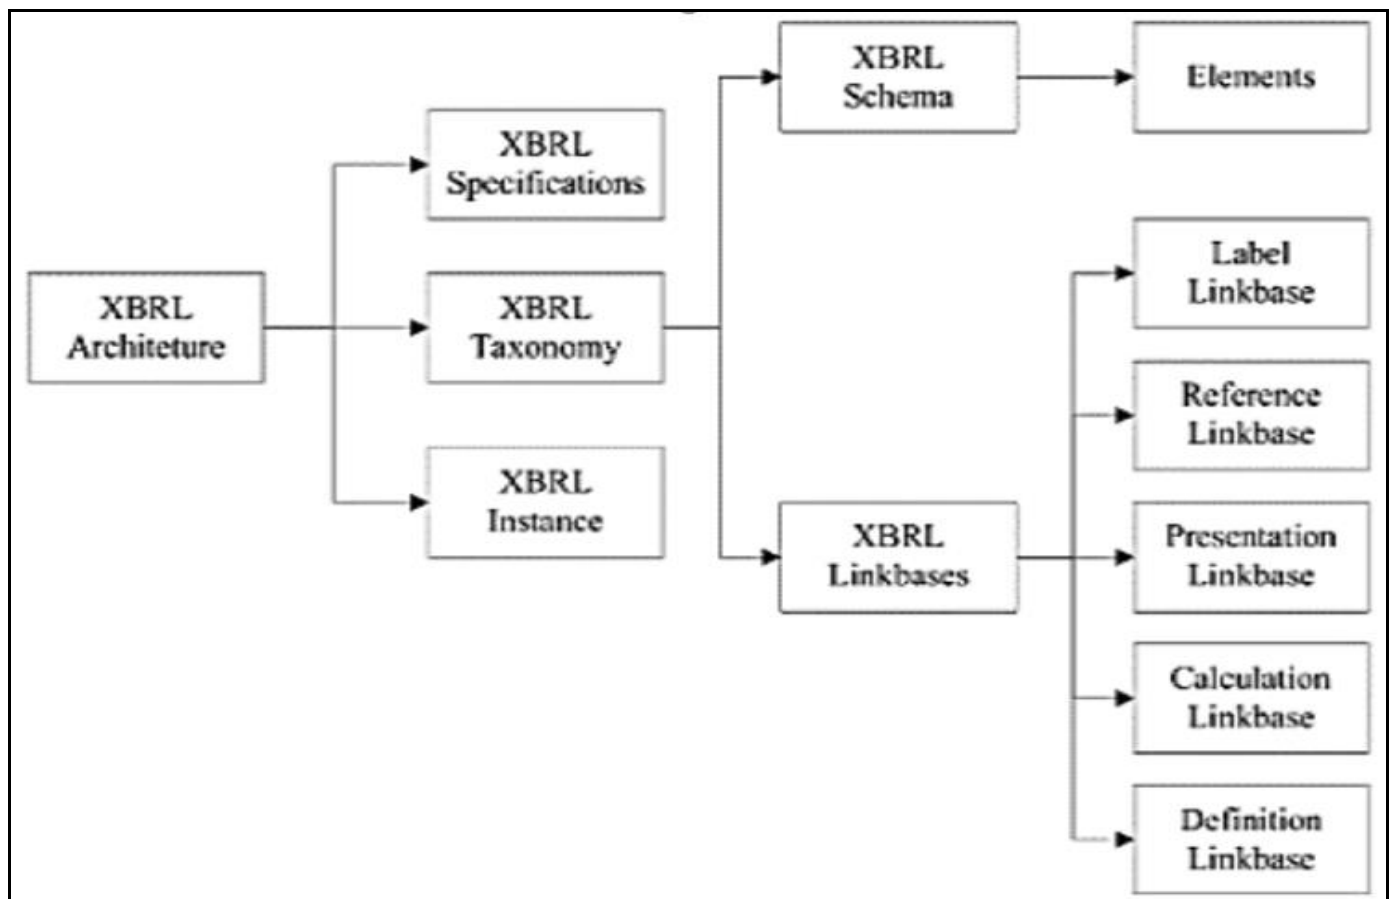 XBRL
Architeture
XBRL
Specifications
XBRL
Taxonomy
XBRL
Instance
XBRL
Schema
XBRL
Linkbases
Elements
Label
Linkbase
Reference
Linkbase
Presentation
Linkbase
Calculation
Linkbase
Definition
Linkbase